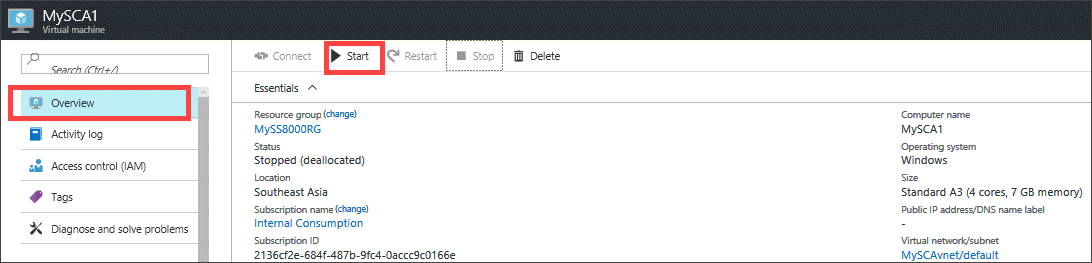 MySCA1
Virtual machine
Search (Ctrl+/)
Overview
Activity log
Access control (IAM)
Tags
Diagnose and solve problems
Connect Start Restart Stop Delete
Essentials
Resource group (change)
MySS8000RG
Status
Stopped (deallocated)
Location
Southeast Asia
Subscription name (change)
Internal Consumption
Subscription ID
2136cf2e-684f-487b-9fc4-0accc9c0166e
Computer name
MySCA1
Operating system
Windows
Size
Standard A3 (4 cores, 7 GB memory)
Public IP address/DNS name label
-
Virtual network/subnet
MySCAvnet/default